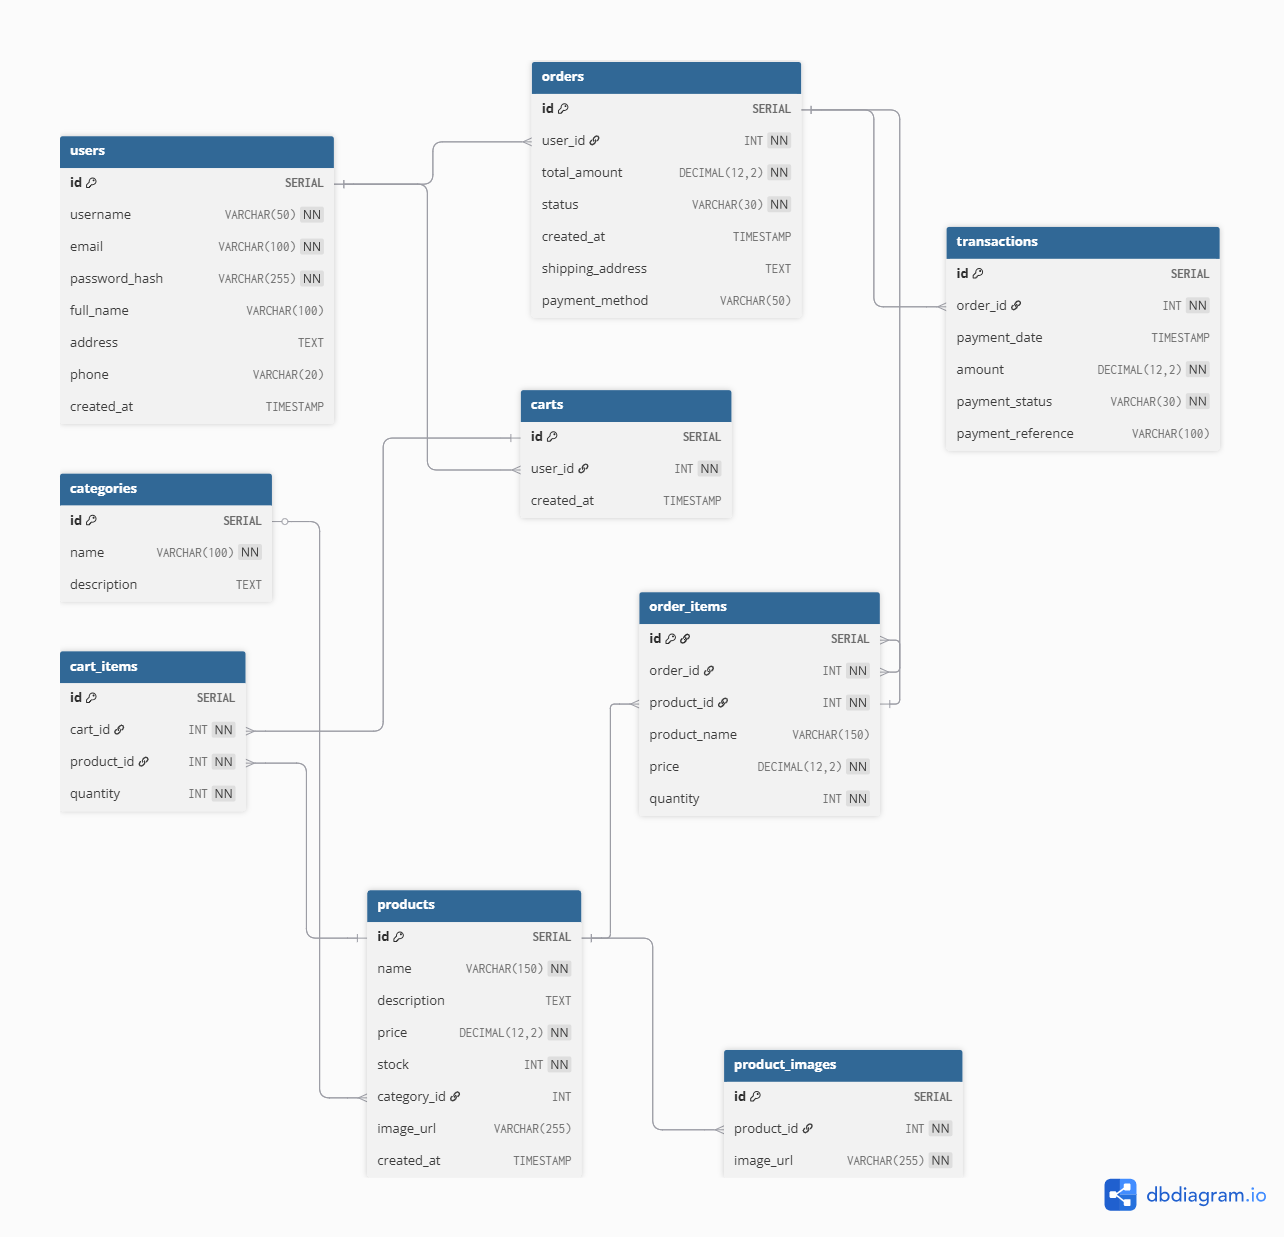 orders
id SERIAL
user_id INT NN
total_amount DECIMAL(12,2) NN
status VARCHAR(30) NN
created_at TIMESTAMP
shipping_address TEXT
payment_method VARCHAR(50)
users
id SERIAL
username VARCHAR(50) NN
email VARCHAR(100) NN
password_hash VARCHAR(255) NN
full_name VARCHAR(100)
address TEXT
phone VARCHAR(20)
created_at TIMESTAMP
transactions
id SERIAL
order_id INT NN
payment_date TIMESTAMP
amount DECIMAL(12,2) NN
payment_status VARCHAR(30) NN
payment_reference VARCHAR(100)
carts
id SERIAL
user_id INT NN
created_at TIMESTAMP
categories
id SERIAL
name VARCHAR(100) NN
description TEXT
order_items
id SERIAL
order_id INT NN
product_id INT NN
product_name VARCHAR(150)
price DECIMAL(12,2) NN
quantity INT NN
cart_items
id SERIAL
cart_id INT NN
product_id INT NN
quantity INT NN
products
id SERIAL
name VARCHAR(150) NN
description TEXT
price DECIMAL(12,2) NN
stock INT NN
category_id INT
image_url VARCHAR(255)
created_at TIMESTAMP
product_images
id SERIAL
product_id INT NN
image_url VARCHAR(255) NN
dbdiagram.io